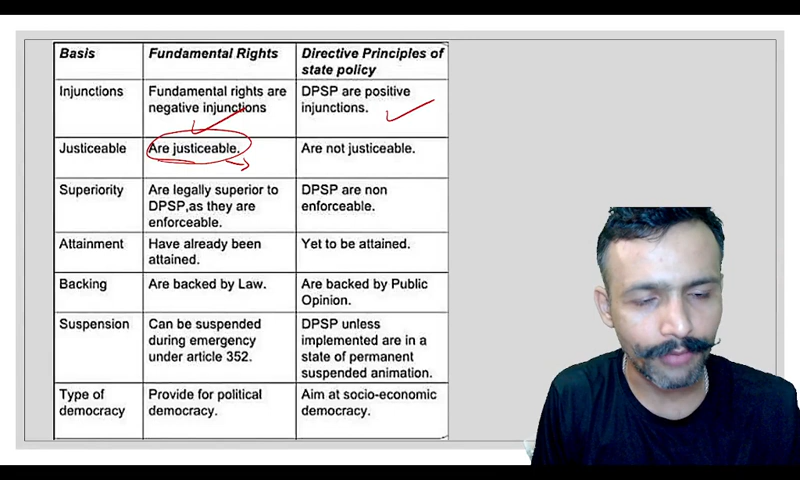 Basis
Fundamental Rights
Directive Principles of
state policy
Injunctions
Fundamental rights are
negative injunctions
DPSP are positive
injunctions.
Justiceable
Are justiceable.
Are not justiceable.
Superiority
Are legally superior to
DPSP,as they are
enforceable.
DPSP are non
enforceable.
Attainment
Have already been
attained.
Yet to be attained.
Backing
Are backed by Law.
Are backed by Public
Opinion.
Suspension
Can be suspended
during emergency
under article 352.
DPSP unless
implemented are in a
state of permanent
suspended animation.
Type of
democracy
Provide for political
democracy.
Aim at socio-economic
democracy.